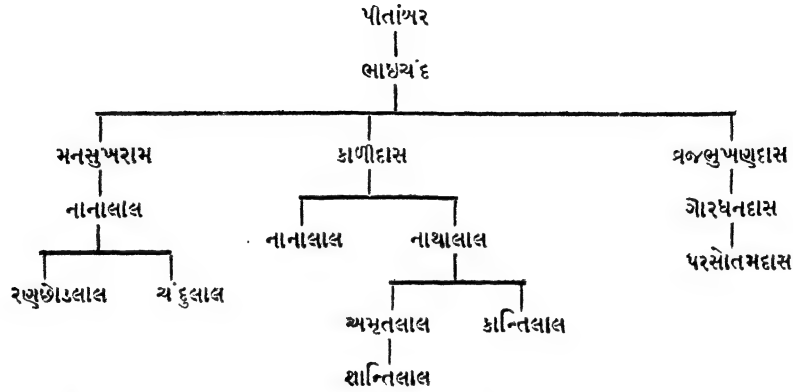 પીતાંબર
ભાઇચંદ
મનસુખરામ કાળીદાસ વ્રજભુખણદાસ
નાનાલાલ ગૌરધનદાસ
નાનાલાલ નાથાલાલ પરસોતમદાસ
રણછોડલાલ ચંદુલાલ
અમૃતલાલ કાન્તિલાલ
શાન્તિલાલ